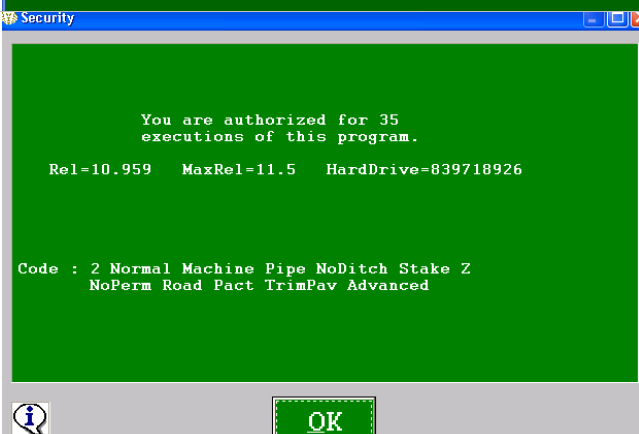 Security
You are authorized for 35
executions of this program.
Rel=10.959 MaxRel=11.5 HardDrive=839718926
Code : 2 Normal Machine Pipe NoDitch Stake Z
NoPerm Road Pact TrimPav Advanced
OK